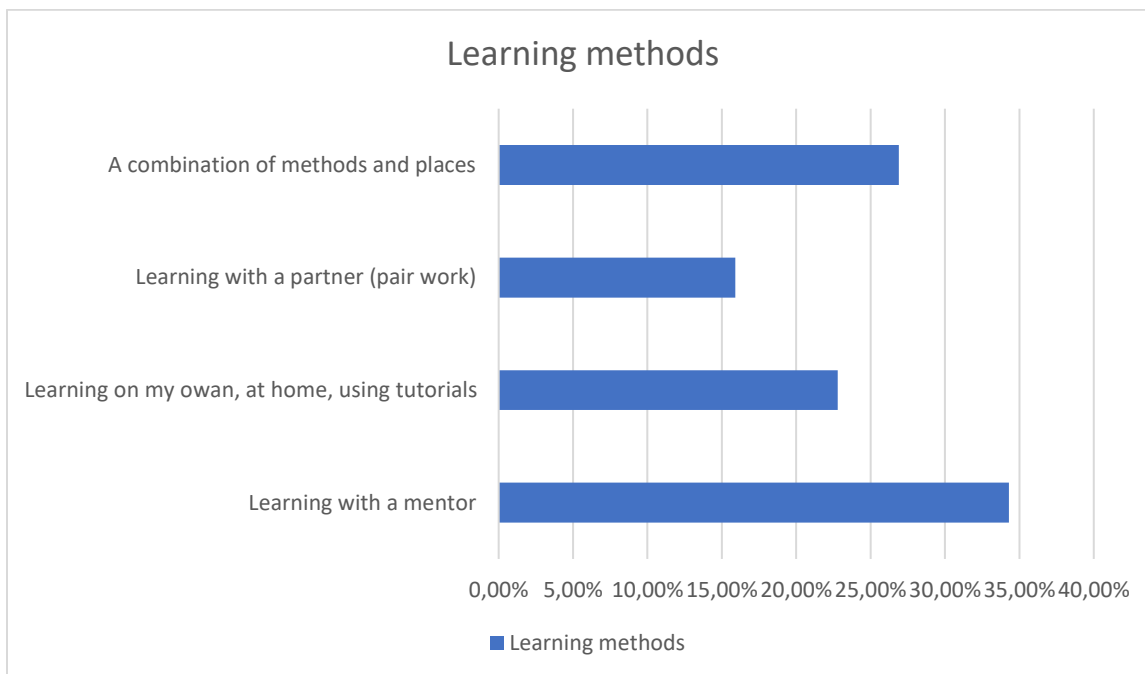 Learning methods
A combination of methods and places
Learning with a partner (pair work)
Learning on my owan, at home, using tutorials
Learning with a mentor
0,00% 5,00% 10,00% 15,00% 20,00% 25,00% 30,00% 35,00% 40,00%
Learning methods